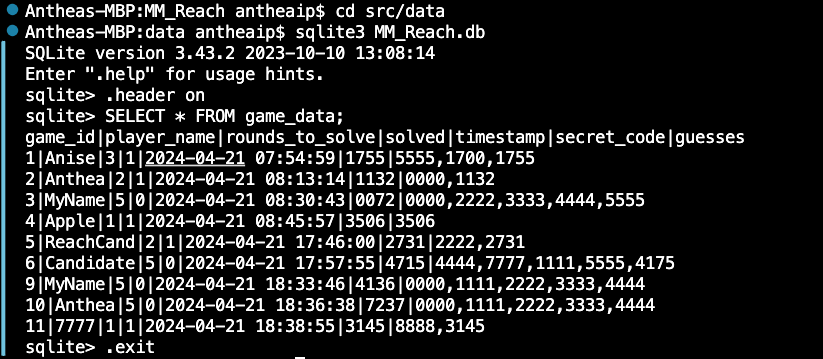 Antheas-MBP:MM_Reach antheaip$ cd src/data
Antheas-MBP:data antheaip$ sqlite3 MM_Reach.db
SQLite version 3.43.2 2023-10-10 13:08:14
Enter ".help" for usage hints.
sqlite> .header on
sqlite> SELECT * FROM game_data;
game_id|player_name|rounds_to_solve|solved|timestamp|secret_code|guesses
1|Anise|3|1|2024-04-21 07:54:59|1755|5555,1700,1755
2|Anthea|2|1|2024-04-21 08:13:14|1132|0000,1132
3|MyName|5|0|2024-04-21 08:30:43|0072|0000,2222,3333,4444,5555
4|Apple|1|1|2024-04-21 08:45:57|3506|3506
5|ReachCand|2|1|2024-04-21 17:46:00|2731|2222,2731
6|Candidate|5|0|2024-04-21 17:57:55|4715|4444,7777,1111,5555,4175
9|MyName|5|0|2024-04-21 18:33:46|4136|0000,1111,2222,3333,4444
10|Anthea|5|0|2024-04-21 18:36:38|7237|0000,1111,2222,3333,4444
11|7777|1|1|2024-04-21 18:38:55|3145|8888,3145
sqlite> .exit